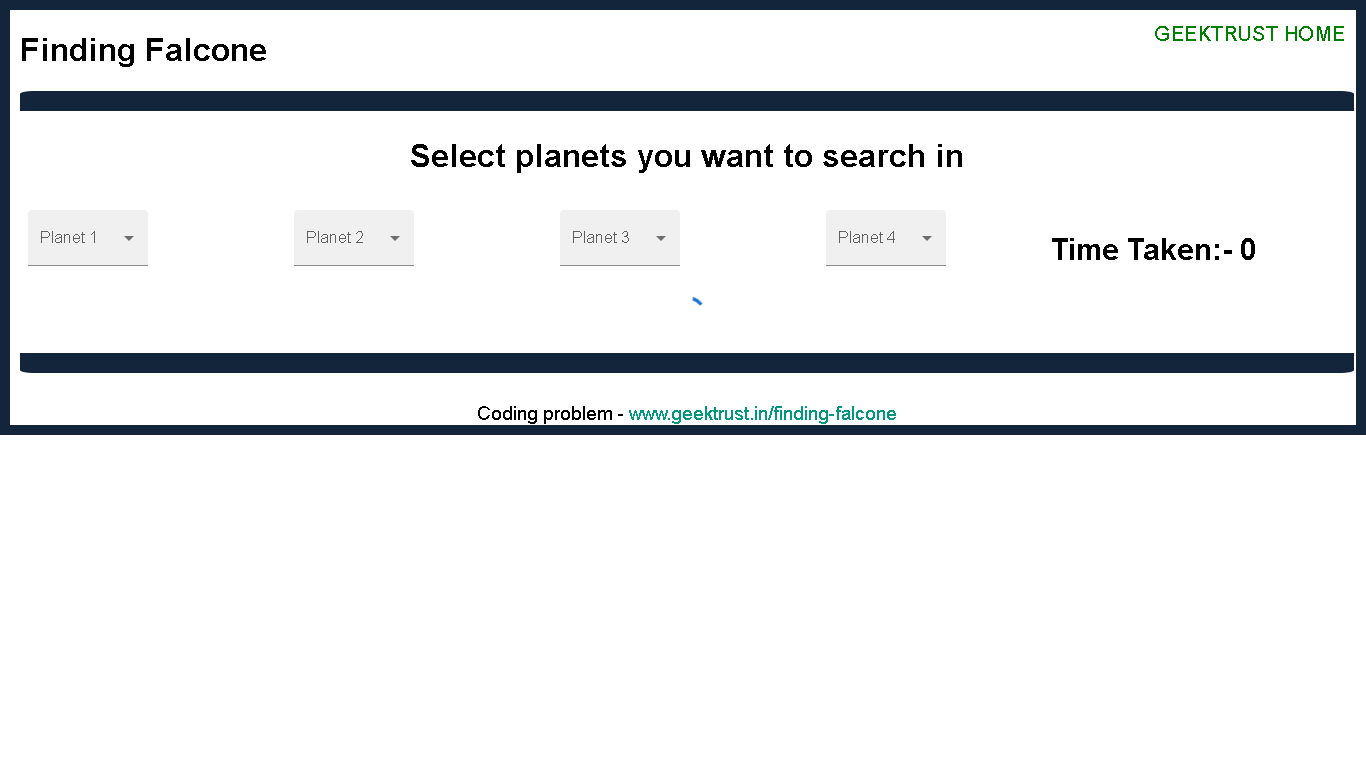 Finding Falcone
GEEKTRUST HOME
Select planets you want to search in
Planet 1
Planet 2
Planet 3
Planet 4
Time Taken:- 0
Coding problem - www.geektrust.in/finding-falcone